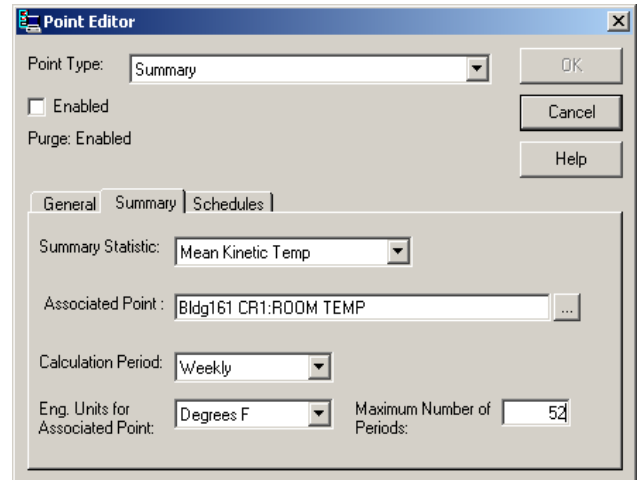 Point Editor
Point Type: Summary OK
Enabled
Cancel
Purge: Enabled
Help
General Summary Schedules
Summary Statistic: Mean Kinetic Temp
Associated Point : Bldg161 CR1:ROOM TEMP ...
Calculation Period: Weekly
Eng. Units for Associated Point: Degrees F Maximum Number of Periods: 52